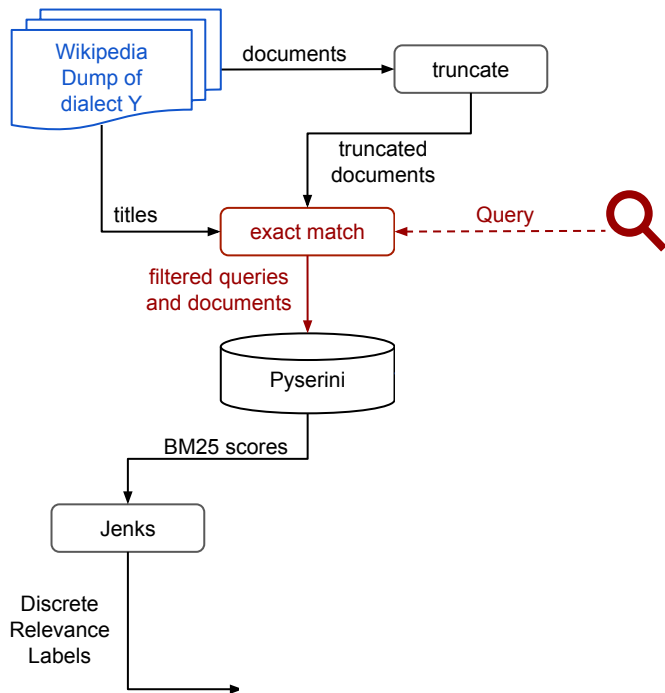 Wikipedia
Dump of
dialect Y
documents
truncate
truncated
documents
titles
exact match
Query
filtered queries
and documents
Pyserini
BM25 scores
Jenks
Discrete
Relevance
Labels